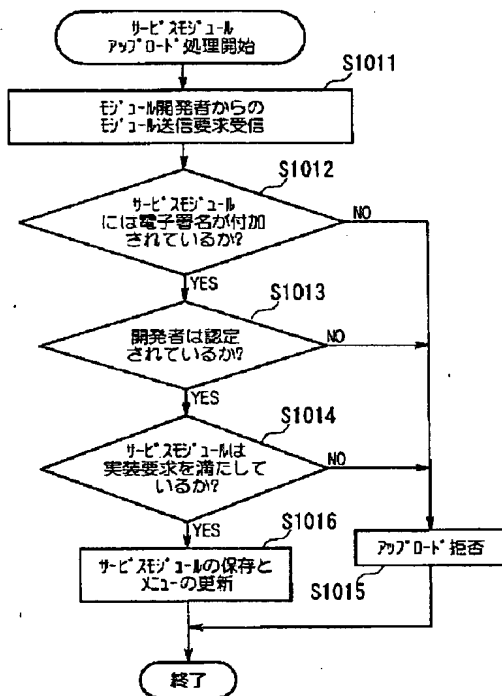 サービスモジュール
アップロード処理開始
S1011
モジュール開発者からの
モジュール送信要求受信
S1012
サービスモジュール
には電子署名が付加
されているか?
NO
YES
S1013
開発者は認定
されているか?
NO
YES
S1014
サービスモジュールは
実装要求を満たして
いるか?
NO
YES
S1016
サービスモジュールの保存と
メニューの更新
アップロード拒否
S1015
終了